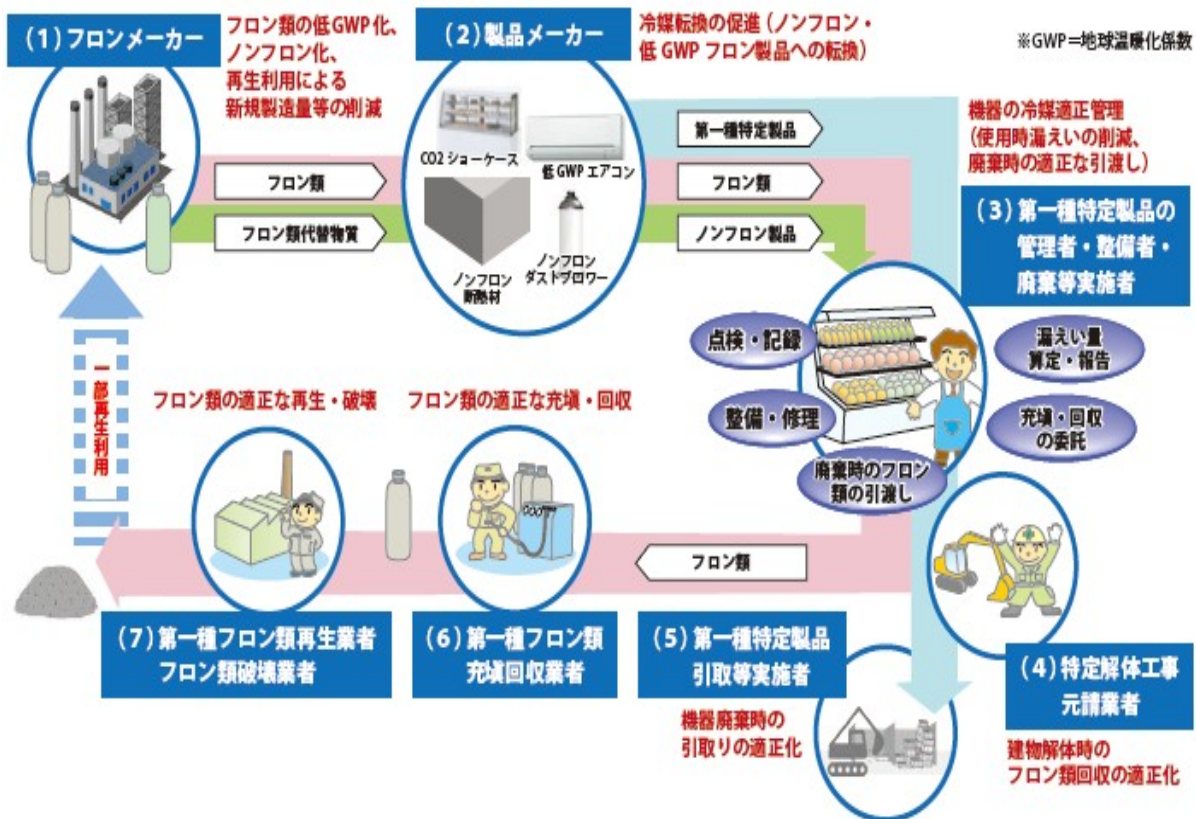 (1)フロンメーカー
フロン類の低GWP化、
ノンフロン化、
再生利用による
新規製造量等の削減
(2)製品メーカー
冷媒転換の促進(ノンフロン・
低GWPフロン製品への転換)
※GWP=地球温暖化係数
CO2ショーケース
低GWPエアコン
ノンフロン
断熱材
ノンフロン
ダストブロワー
フロン類
フロン類代替物質
第一種特定製品
フロン類
ノンフロン製品
機器の冷媒適正管理
(使用時漏えいの削減、
廃棄時の適正な引渡し)
(3)第一種特定製品の
管理者・整備者・
廃棄等実施者
点検・記録
漏えい量
算定・報告
整備・修理
充塡・回収
の委託
廃棄時のフロン
類の引渡し
一部再生利用
フロン類の適正な再生・破壊
フロン類の適正な充塡・回収
フロン類
(7)第一種フロン類再生業者
フロン類破壊業者
(6)第一種フロン類
充塡回収業者
(5)第一種特定製品
引取等実施者
機器廃棄時の
引取りの適正化
(4)特定解体工事
元請業者
建物解体時の
フロン類回収の適正化